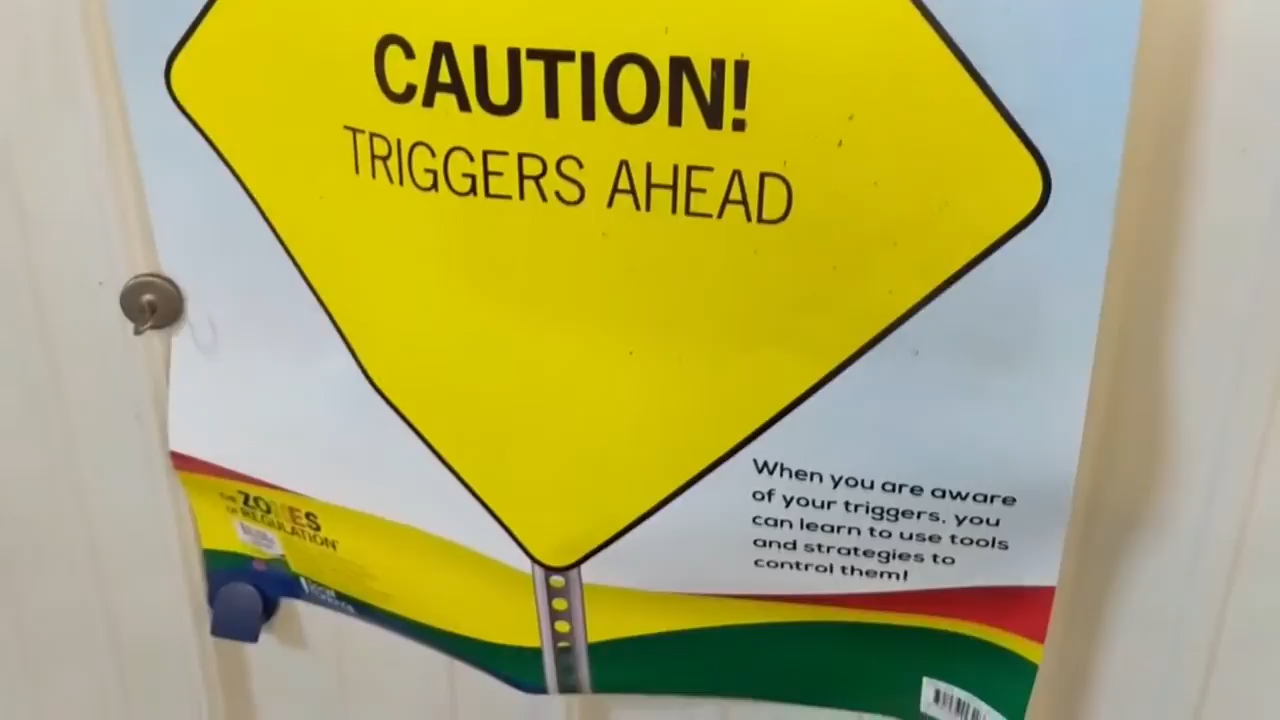 CAUTION!
TRIGGERS AHEAD
When you are aware
of your triggers, you
can learn to use tools
and strategies to
control them!
THE ZONES
OF REGULATION